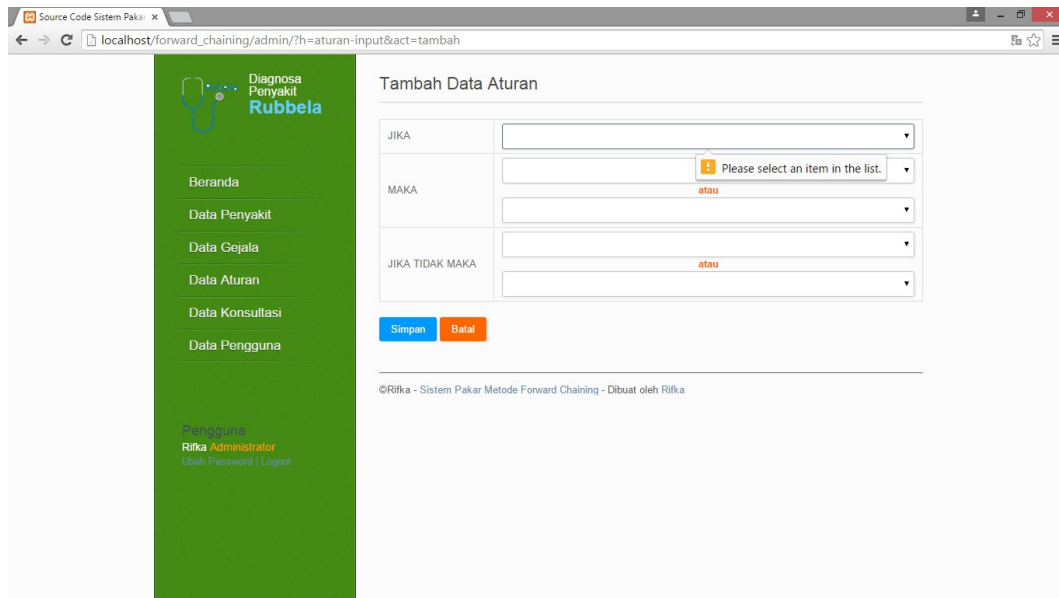 Source Code Sistem Pakar
localhost/forward_chaining/admin/?h=aturan-input&act=tambah
Diagnosa
Penyakit
Rubbela
Beranda
Data Penyakit
Data Gejala
Data Aturan
Data Konsultasi
Data Pengguna
Pengguna
Rifka Administrator
Ubah Password | Logout
Tambah Data Aturan
JIKA
Please select an item in the list.
MAKA
atau
JIKA TIDAK MAKA
atau
Simpan Batal
©Rifka - Sistem Pakar Metode Forward Chaining - Dibuat oleh Rifka